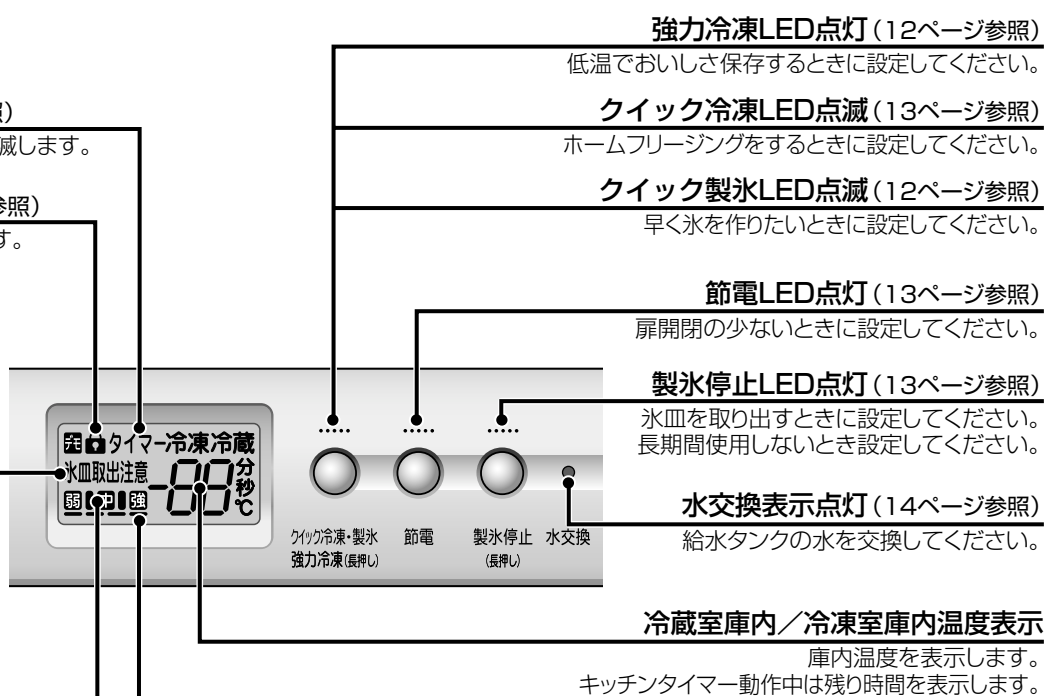 強力冷凍LED点灯(12ページ参照)
低温でおいしさ保存するときに設定してください。
クイック冷凍LED点滅(13ページ参照)
ホームフリージングをするときに設定してください。
クイック製氷LED点滅(12ページ参照)
早く氷を作りたいときに設定してください。
節電LED点灯(13ページ参照)
扉開閉の少ないときに設定してください。
製氷停止LED点灯(13ページ参照)
氷皿を取り出すときに設定してください。
長期間使用しないとき設定してください。
水交換表示点灯(14ページ参照)
給水タンクの水を交換してください。
冷蔵室庫内/冷凍室庫内温度表示
庫内温度を表示します。
キッチンタイマー動作中は残り時間を表示します。
照)
滅します。
参照)
す。
タイマー冷凍冷蔵
氷皿取出注意
-88分秒℃
弱 中 強
クイック冷凍・製氷
強力冷凍(長押し)
節電
製氷停止
(長押し)
水交換